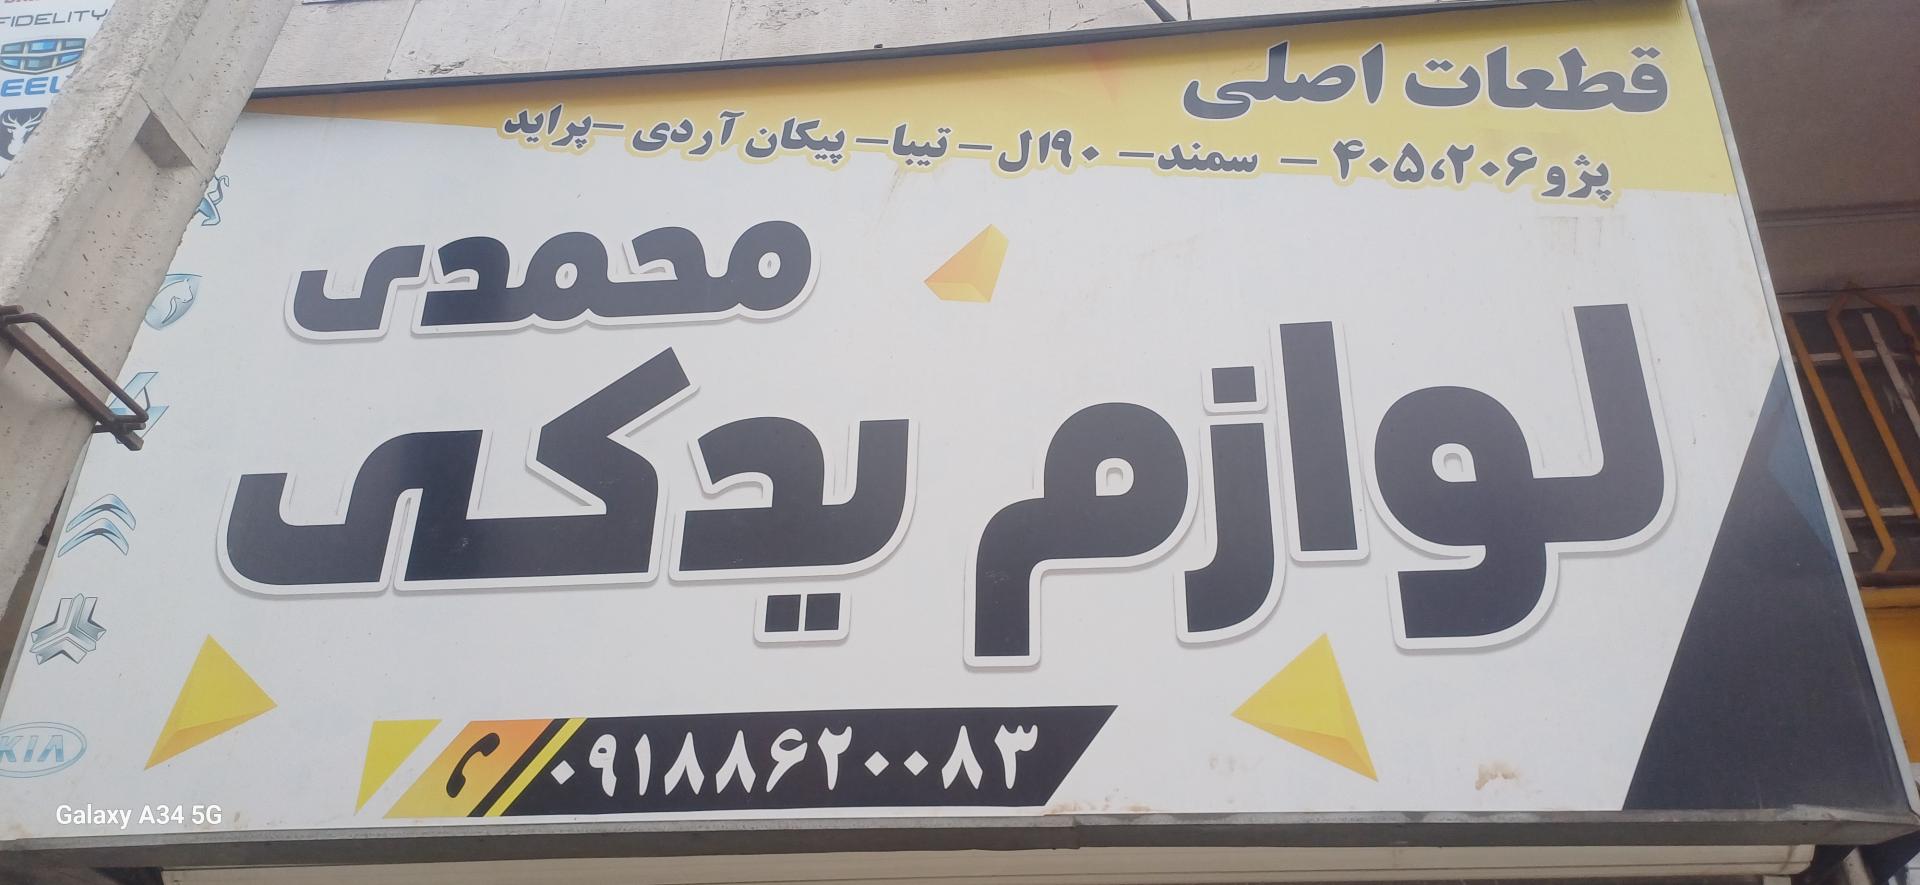 FIDELITY
قطعات اصلی
پژو ۴۰۵،۲۰۶ – سمند – ال۹۰ – تیبا – پیکان آردی – پراید
محمدی
لوازم یدکی
۰۹۱۸۸۶۲۰۰۸۳
KIA
Galaxy A34 5G